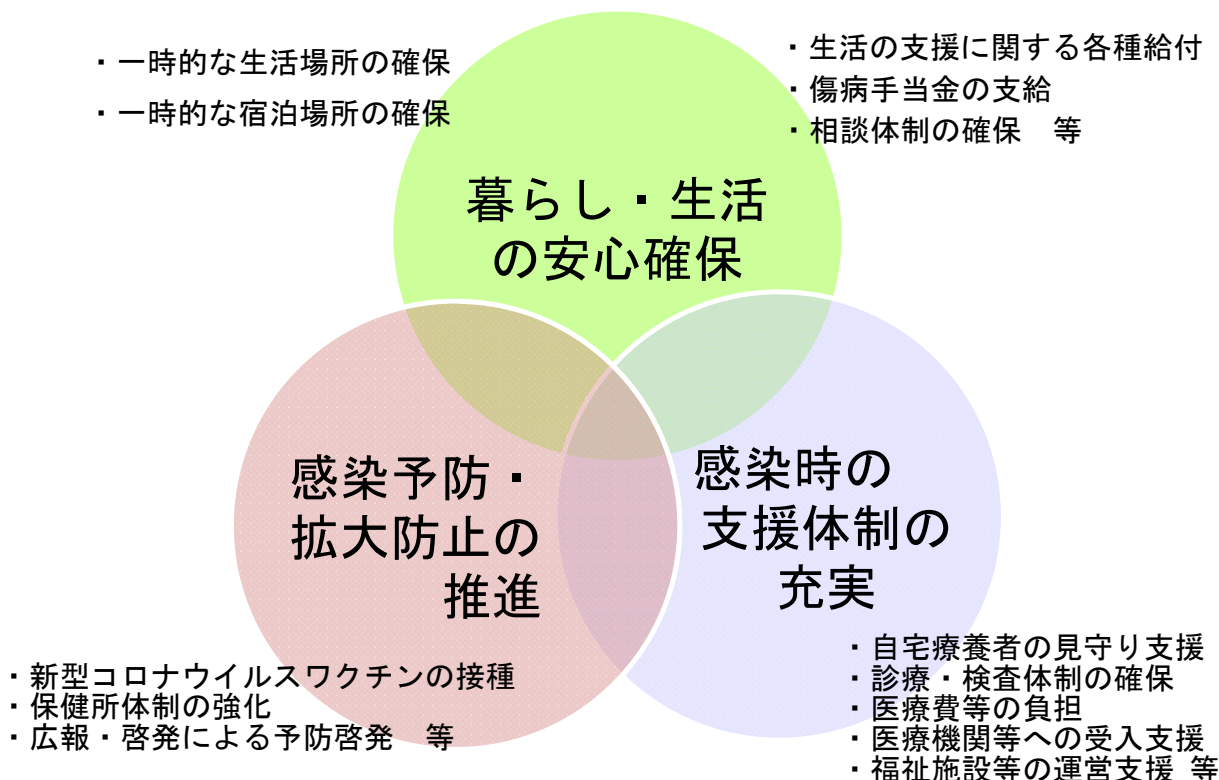 ・一時的な生活場所の確保
・一時的な宿泊場所の確保
・生活の支援に関する各種給付
・傷病手当金の支給
・相談体制の確保　等
暮らし・生活
の安心確保
感染予防・
拡大防止の
推進
感染時の
支援体制の
充実
・新型コロナウイルスワクチンの接種
・保健所体制の強化
・広報・啓発による予防啓発　等
・自宅療養者の見守り支援
・診療・検査体制の確保
・医療費等の負担
・医療機関等への受入支援
・福祉施設等の運営支援 等